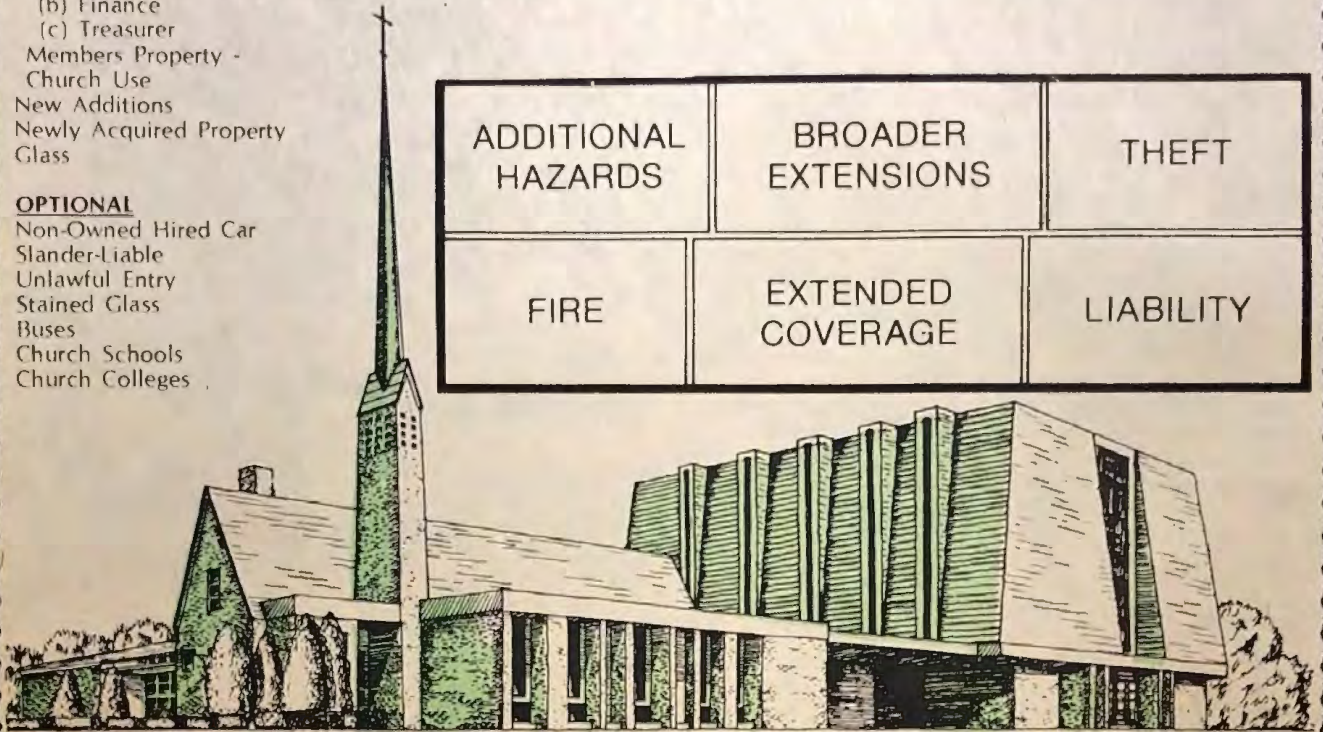 (b) Finance
(c) Treasurer
Members Property -
Church Use
New Additions
Newly Acquired Property
Glass
OPTIONAL
Non-Owned Hired Car
Slander-Liable
Unlawful Entry
Stained Glass
Buses
Church Schools
Church Colleges
ADDITIONAL
HAZARDS
BROADER
EXTENSIONS
THEFT
FIRE
EXTENDED
COVERAGE
LIABILITY